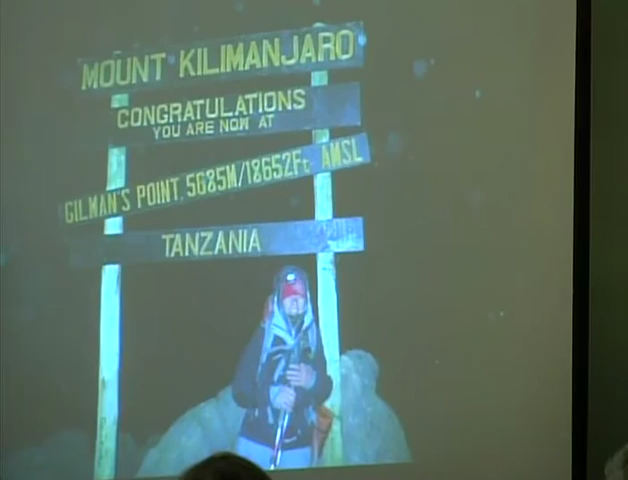 MOUNT KILIMANJARO
CONGRATULATIONS
YOU ARE NOW AT
GILMAN'S POINT 5685M/18652Ft AMSL
TANZANIA